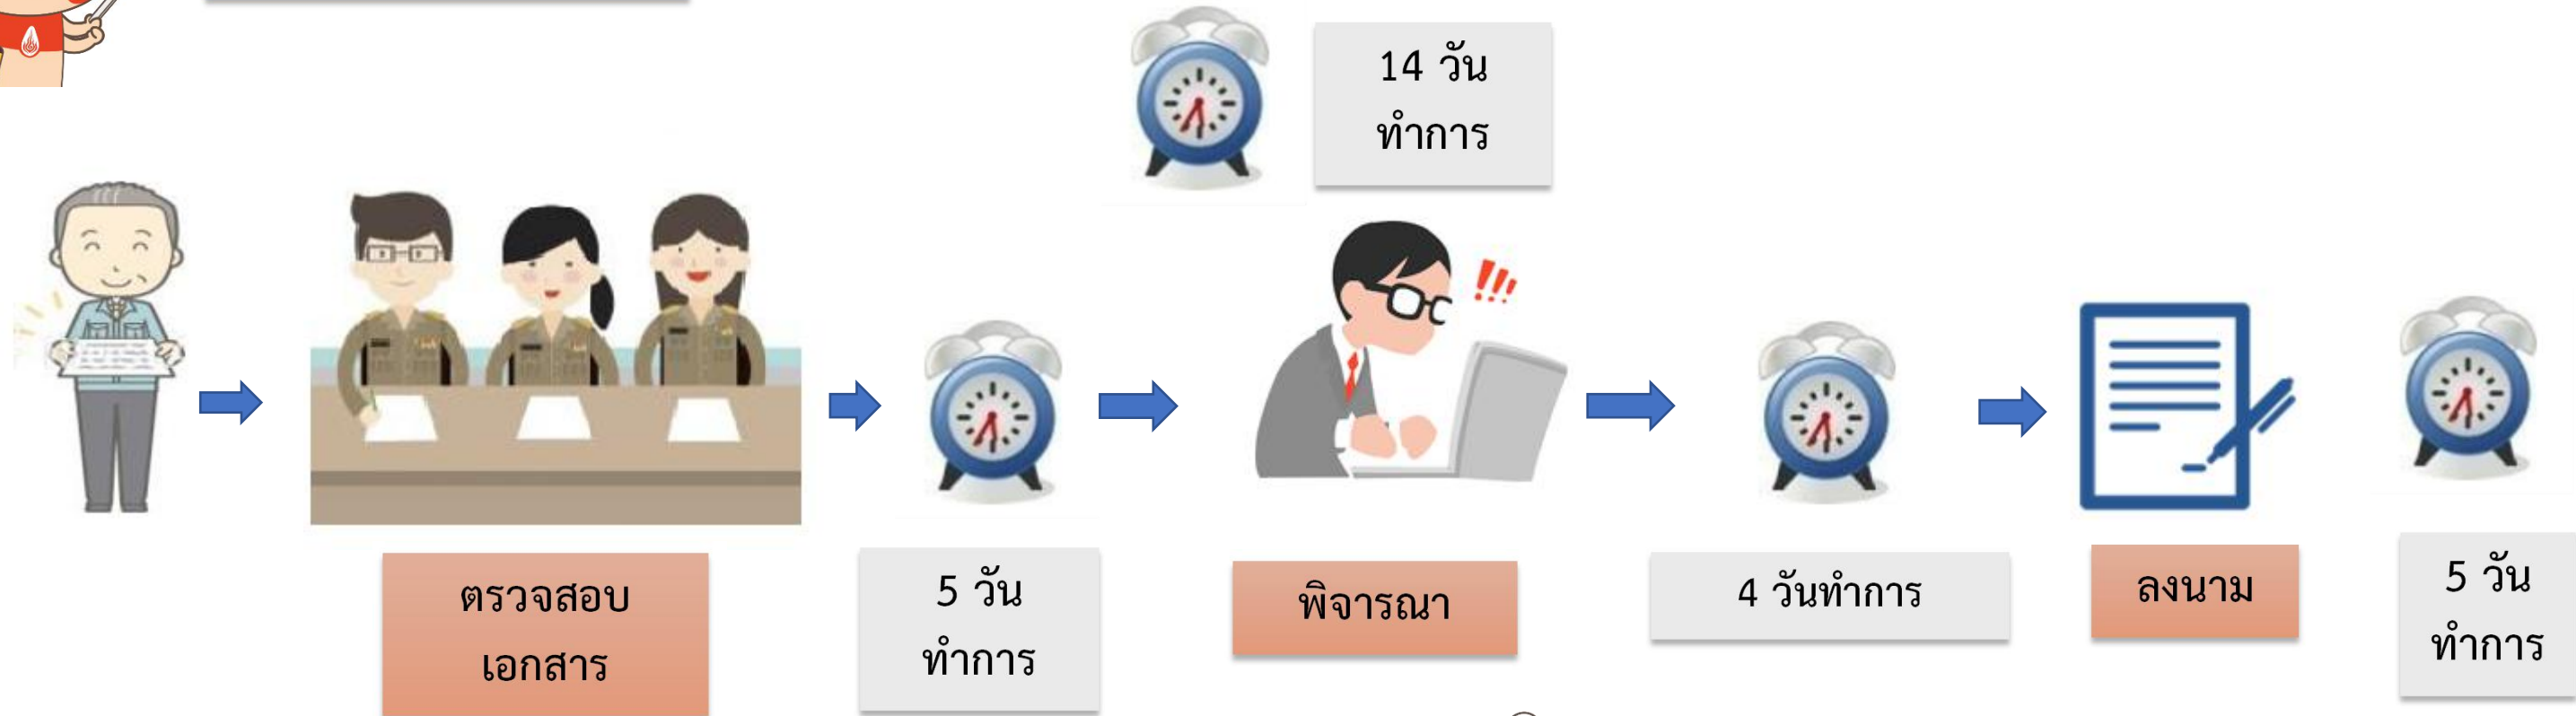 14 วัน
ทำการ
ตรวจสอบ
เอกสาร
5 วัน
ทำการ
พิจารณา
4 วันทำการ
ลงนาม
5 วัน
ทำการ